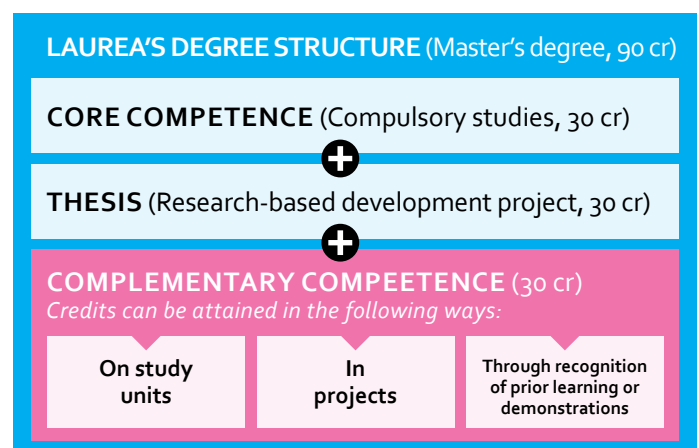 LAUREA'S DEGREE STRUCTURE (Master's degree, 90 cr)
CORE COMPETENCE (Compulsory studies, 30 cr)
THESIS (Research-based development project, 30 cr)
COMPLEMENTARY COMPEETENCE (30 cr)
Credits can be attained in the following ways:
On study
units
In
projects
Through recognition
of prior learning or
demonstrations